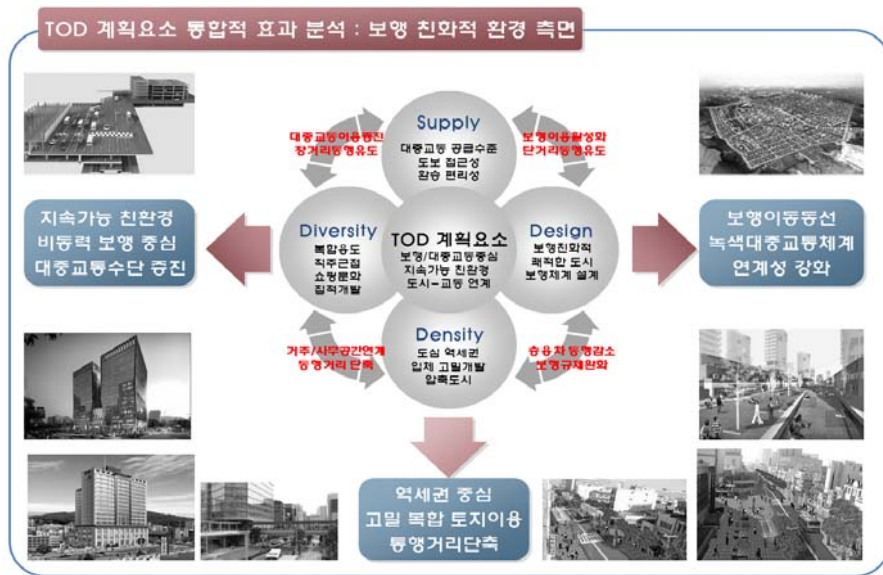 TOD 계획요소 통합적 효과 분석 : 보행 친화적 환경 측면
Supply
대중교통 공급수준
도보 접근성
환승 편리성
대중교통이용증진
장거리통행유도
보행이용활성화
단거리통행유도
지속가능 친환경
비동력 보행 중심
대중교통수단 증진
Diversity
복합용도
직주근접
쇼핑문화
집적개발
TOD 계획요소
보행/대중교통중심
지속가능 친환경
도시-교통 연계
Design
보행친화적
쾌적합 도시
보행체계 설계
보행이동동선
녹색대중교통체계
연계성 강화
거주/사무공간연계
통행거리 단축
Density
도심 역세권
입체 고밀개발
압축도시
승용차 통행감소
보행규제완화
역세권 중심
고밀 복합 토지이용
통행거리단축